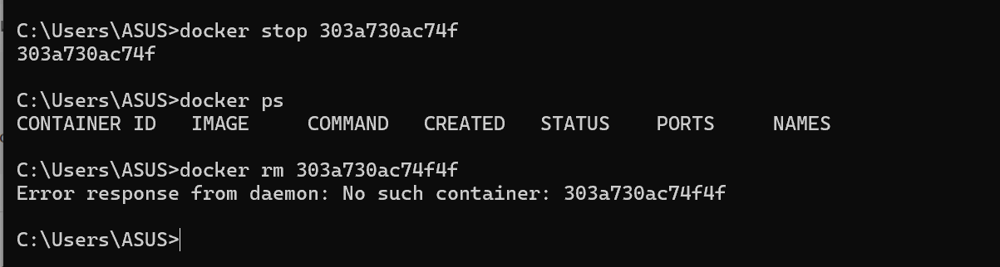 C:\Users\ASUS>docker stop 303a730ac74f
303a730ac74f
C:\Users\ASUS>docker ps
CONTAINER ID   IMAGE     COMMAND   CREATED   STATUS    PORTS     NAMES
C:\Users\ASUS>docker rm 303a730ac74f4f
Error response from daemon: No such container: 303a730ac74f4f
C:\Users\ASUS>